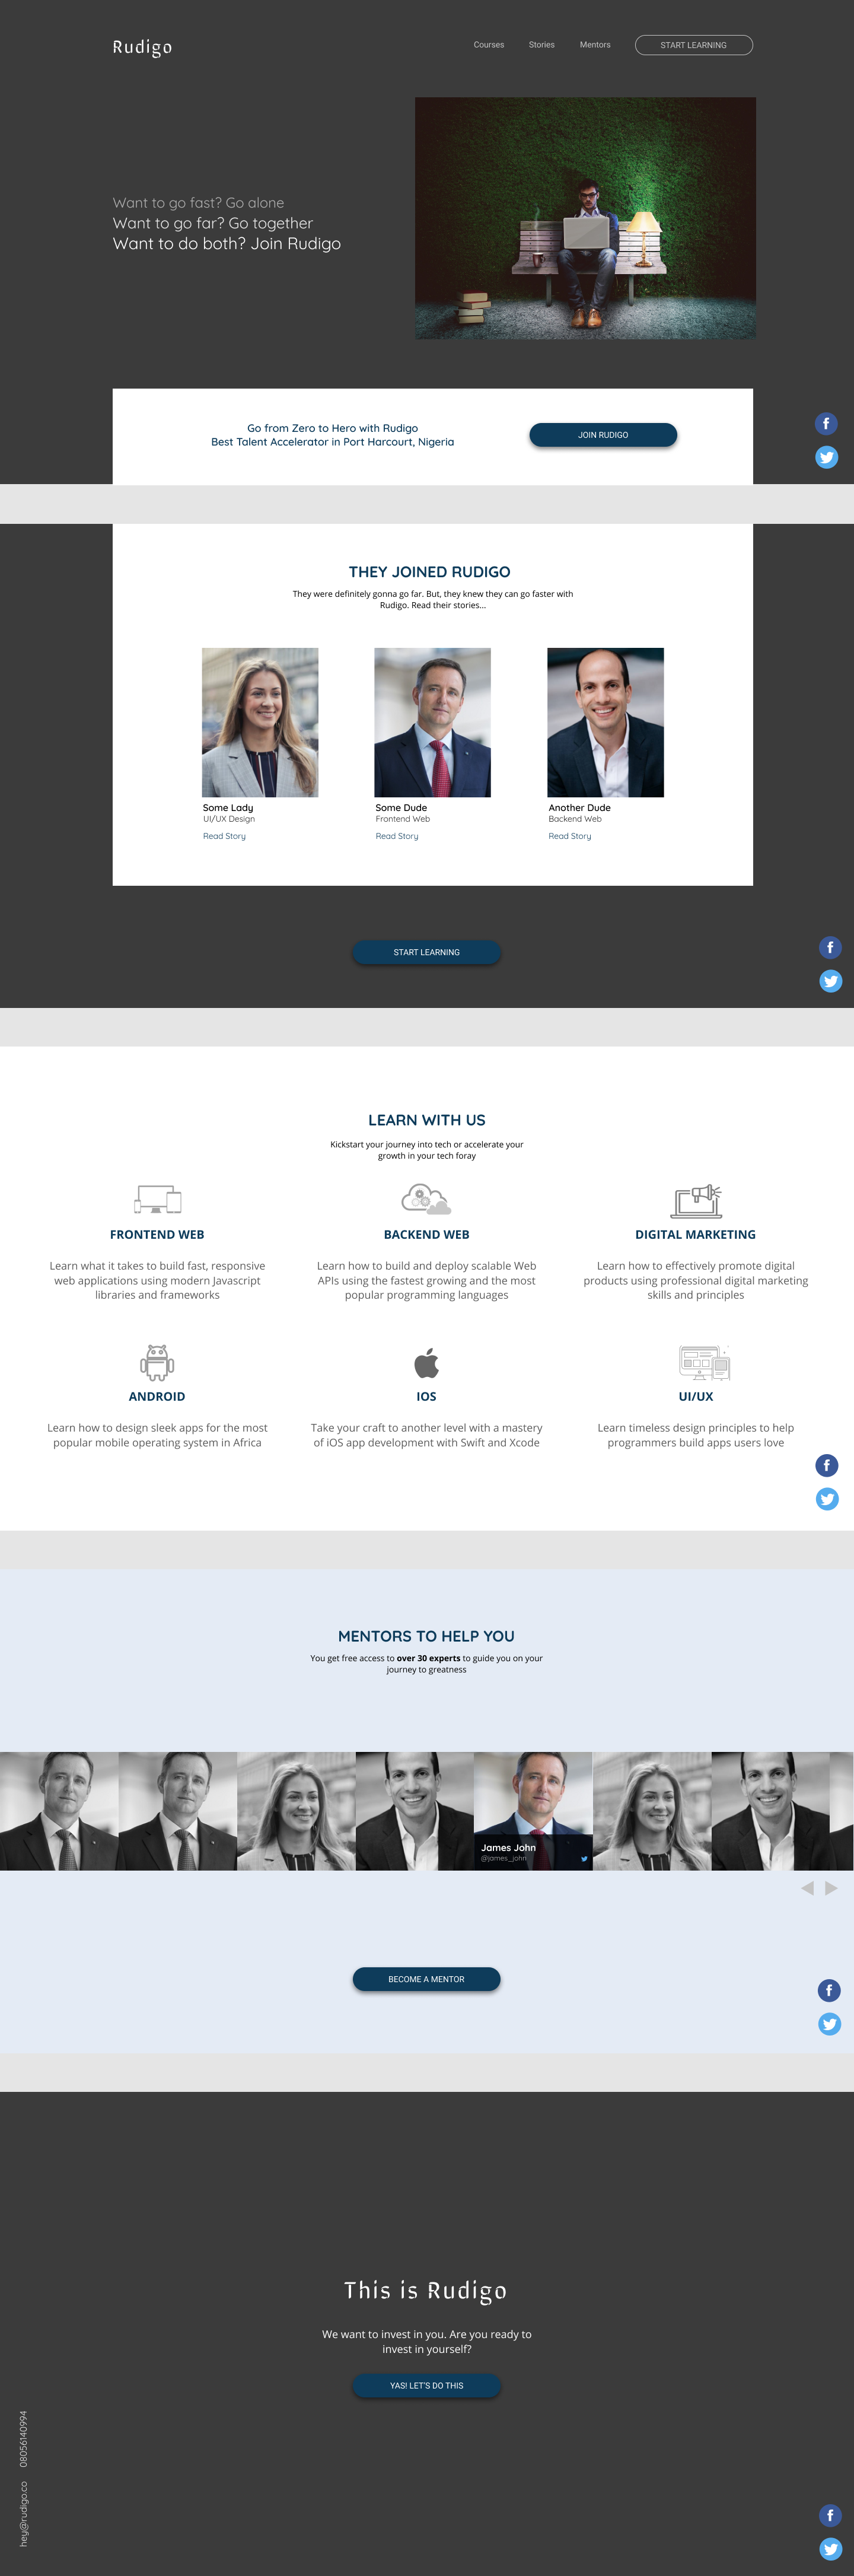 Rudigo
Courses
Stories
Mentors
START LEARNING
Want to go fast? Go alone
Want to go far? Go together
Want to do both? Join Rudigo
Go from Zero to Hero with Rudigo
Best Talent Accelerator in Port Harcourt, Nigeria
JOIN RUDIGO
THEY JOINED RUDIGO
They were definitely gonna go far. But, they knew they can go faster with
Rudigo. Read their stories...
Some Lady
UI/UX Design
Read Story
Some Dude
Frontend Web
Read Story
Another Dude
Backend Web
Read Story
START LEARNING
LEARN WITH US
Kickstart your journey into tech or accelerate your
growth in your tech foray
FRONTEND WEB
Learn what it takes to build fast, responsive
web applications using modern Javascript
libraries and frameworks
BACKEND WEB
Learn how to build and deploy scalable Web
APIs using the fastest growing and the most
popular programming languages
DIGITAL MARKETING
Learn how to effectively promote digital
products using professional digital marketing
skills and principles
ANDROID
Learn how to design sleek apps for the most
popular mobile operating system in Africa
IOS
Take your craft to another level with a mastery
of iOS app development with Swift and Xcode
UI/UX
Learn timeless design principles to help
programmers build apps users love
MENTORS TO HELP YOU
You get free access to over 30 experts to guide you on your
journey to greatness
James John
@james_john
BECOME A MENTOR
This is Rudigo
We want to invest in you. Are you ready to
invest in yourself?
YAS! LET'S DO THIS
hey@rudigo.co 08056140994